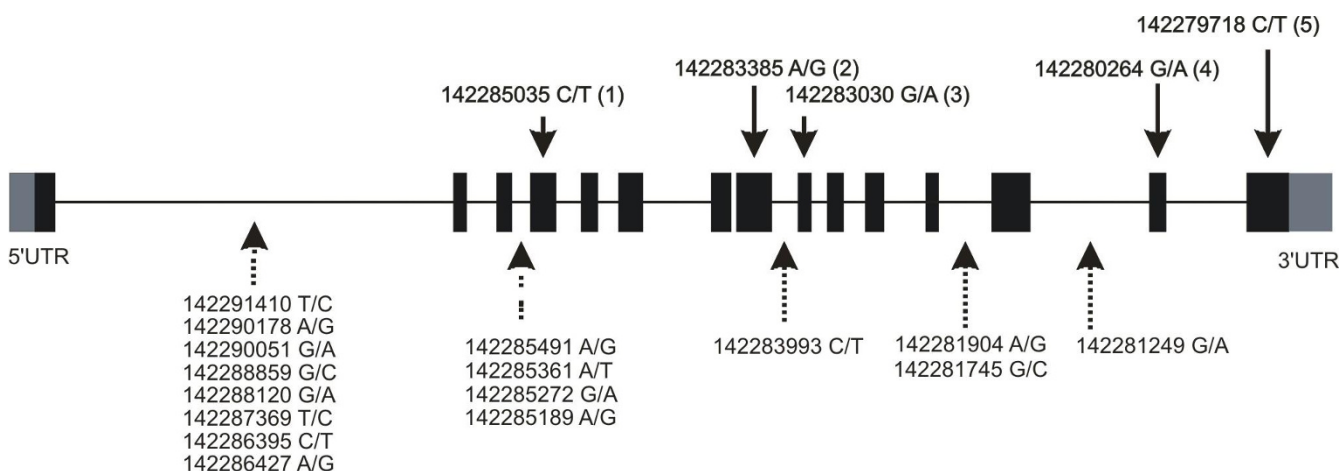 142279718 C/T (5)
142283385 A/G (2)
142280264 G/A (4)
142285035 C/T (1)
142283030 G/A (3)
5'UTR
3'UTR
142291410 T/C
142290178 A/G
142290051 G/A
142288859 G/C
142288120 G/A
142287369 T/C
142286395 C/T
142286427 A/G
142285491 A/G
142285361 A/T
142285272 G/A
142285189 A/G
142283993 C/T
142281904 A/G
142281745 G/C
142281249 G/A